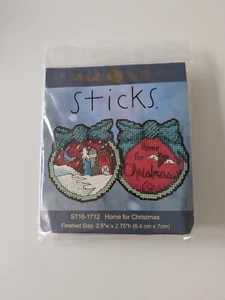 Sticks
Home
for
Christmas
ST18-1712 Home for Christmas
Finished Size: 2.5"w x 2.75"h (6.4 cm x 7cm)